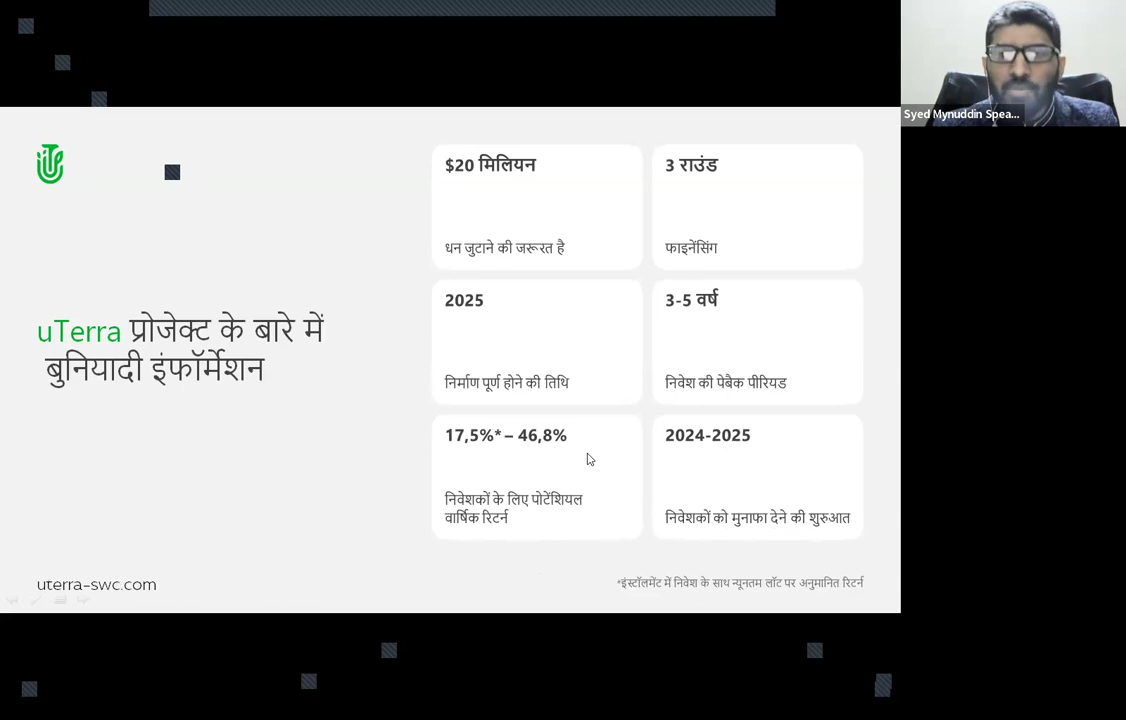 Syed Mynuddin Spea...
$20 मिलियन
धन जुटाने की जरूरत है
3 राउंड
फाइनेंसिंग
uTerra प्रोजेक्ट के बारे में
बुनियादी इंफॉर्मेशन
2025
निर्माण पूर्ण होने की तिथि
3-5 वर्ष
निवेश की पेबैक पीरियड
17,5%* – 46,8%
निवेशकों के लिए पोटेंशियल
वार्षिक रिटर्न
2024-2025
निवेशकों को मुनाफा देने की शुरुआत
uterra-swc.com
*इंस्टॉलमेंट में निवेश के साथ न्यूनतम लॉट पर अनुमानित रिटर्न